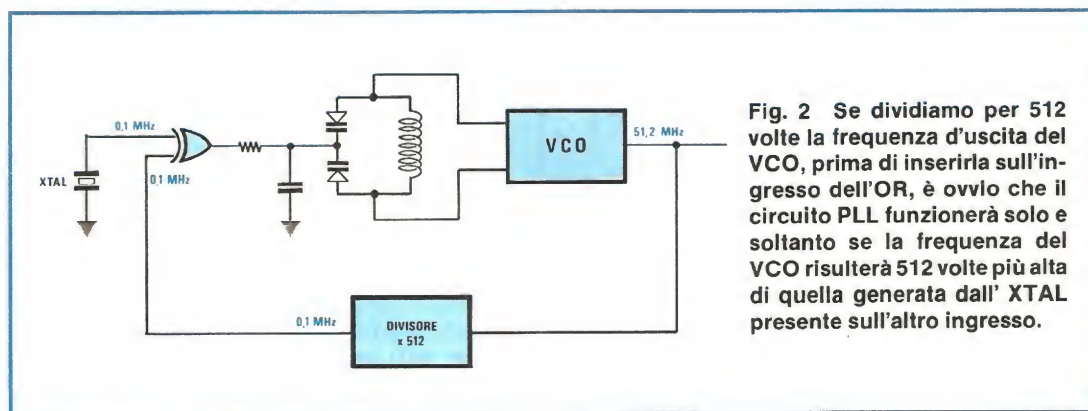 XTAL
0,1 MHz
0,1 MHz
VCO
51,2 MHz
0,1 MHz
DIVISORE
x 512
Fig. 2 Se dividiamo per 512
volte la frequenza d'uscita del
VCO, prima di inserirla sull'in-
gresso dell'OR, è ovvio che il
circuito PLL funzionerà solo e
soltanto se la frequenza del
VCO risulterà 512 volte più alta
di quella generata dall' XTAL
presente sull'altro ingresso.